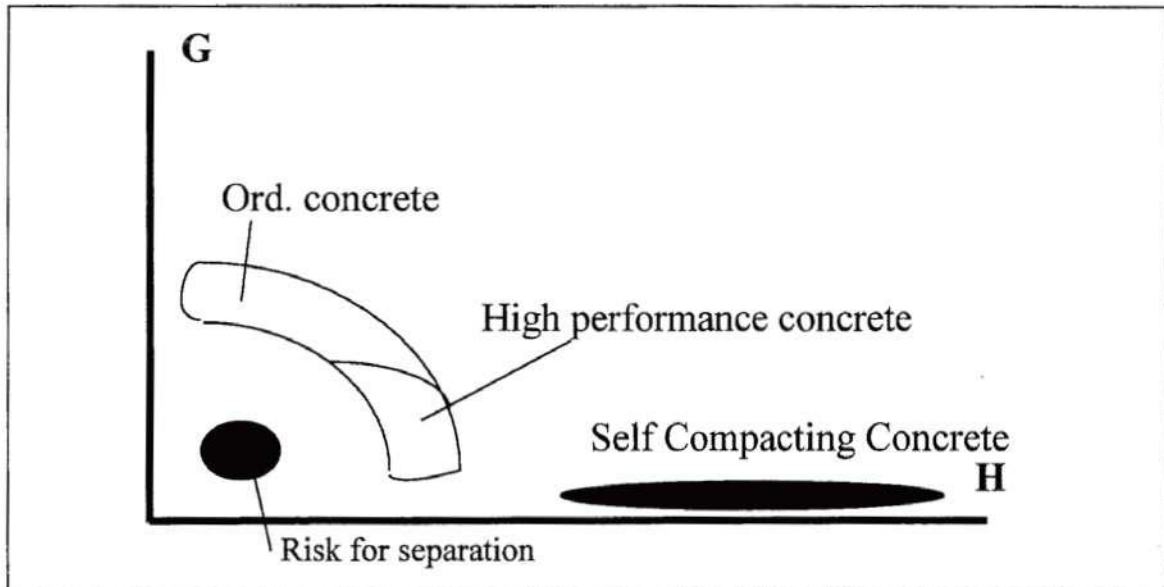 G
Ord. concrete
High performance concrete
Self Compacting Concrete
H
Risk for separation